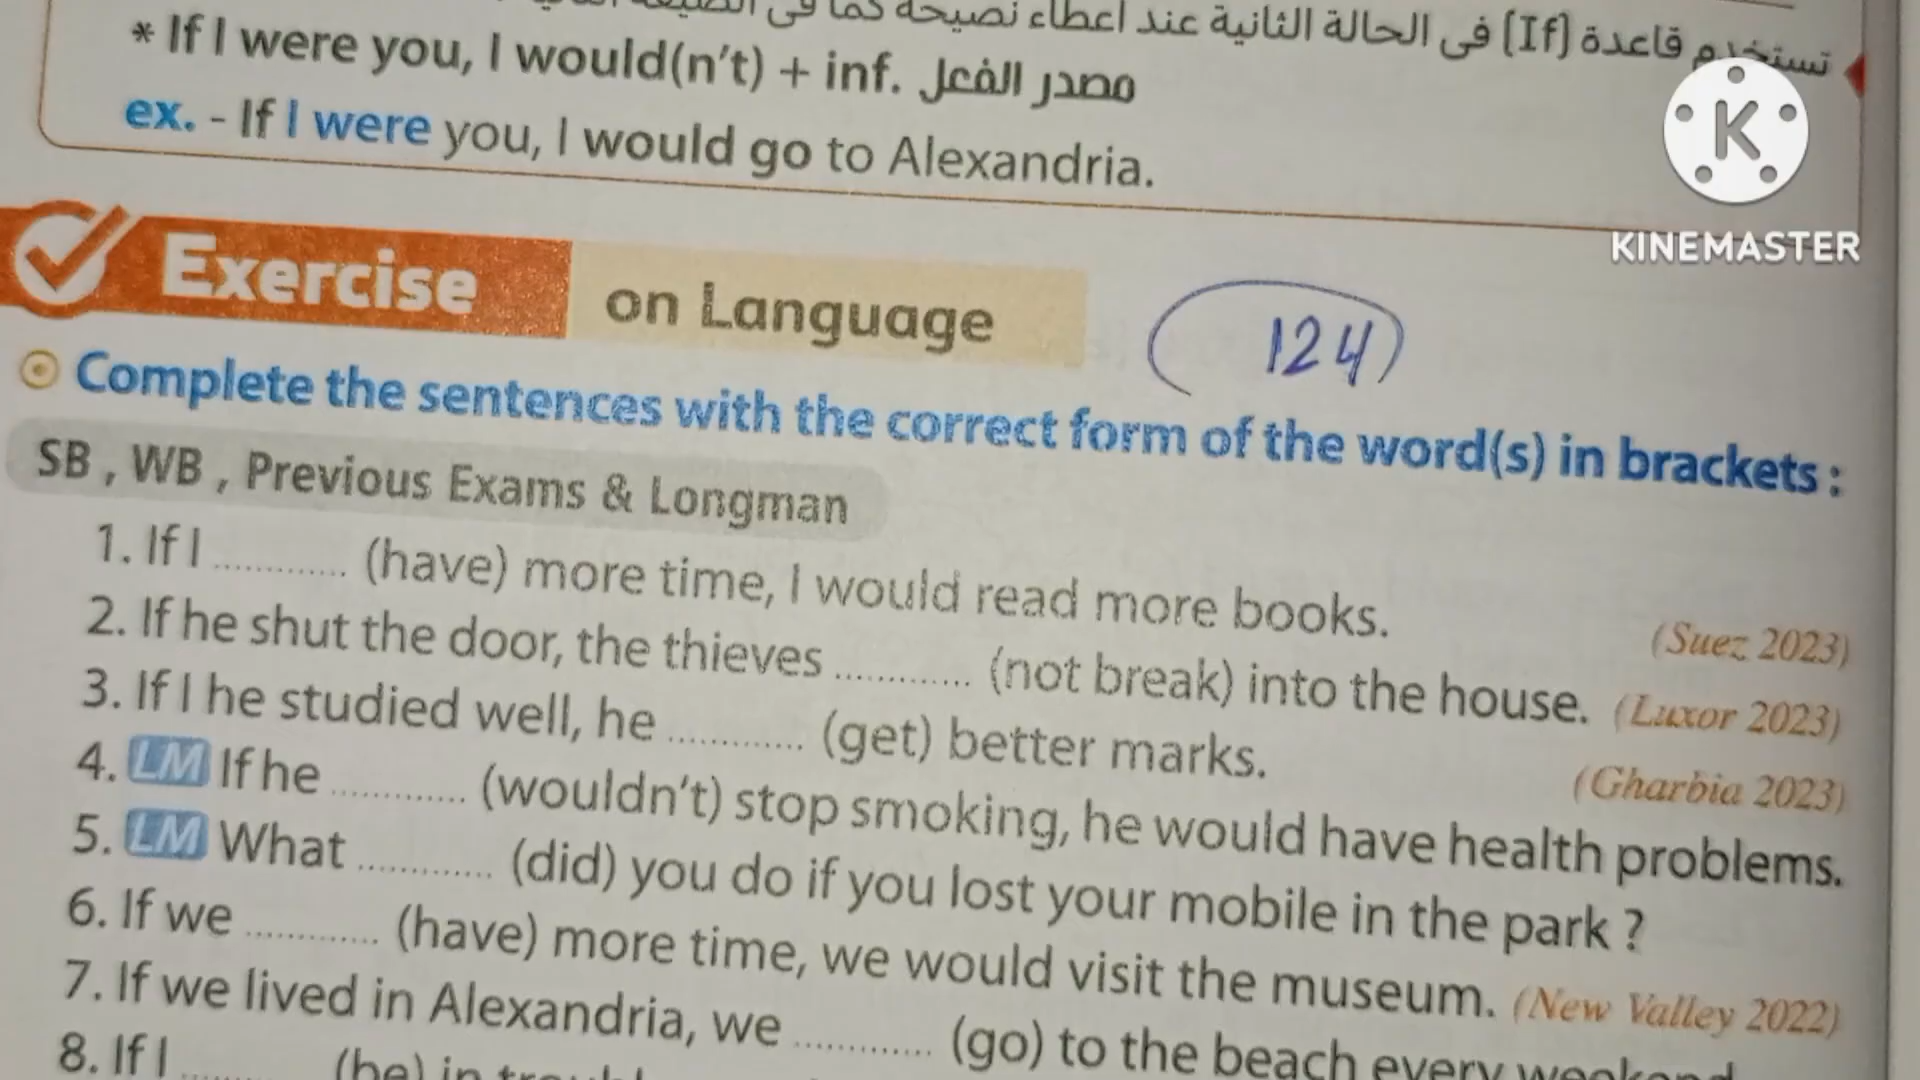 تستخدم قاعدة (If) فى الحالة الثانية عند اعطاء نصيحة كما فى
* If I were you, I would(n't) + inf. مصدر الفعل
ex. - If I were you, I would go to Alexandria.
K
KINEMASTER
Exercise on Language
124
Complete the sentences with the correct form of the word(s) in brackets :
SB , WB , Previous Exams & Longman
1. If I ............. (have) more time, I would read more books. (Suez 2023)
2. If he shut the door, the thieves ............. (not break) into the house. (Luxor 2023)
3. If I he studied well, he ............. (get) better marks. (Gharbia 2023)
4. LM If he ............. (wouldn't) stop smoking, he would have health problems.
5. LM What ............. (did) you do if you lost your mobile in the park ?
6. If we ............. (have) more time, we would visit the museum. (New Valley 2022)
7. If we lived in Alexandria, we ............. (go) to the beach every weekend
8. If I ............. (be) in